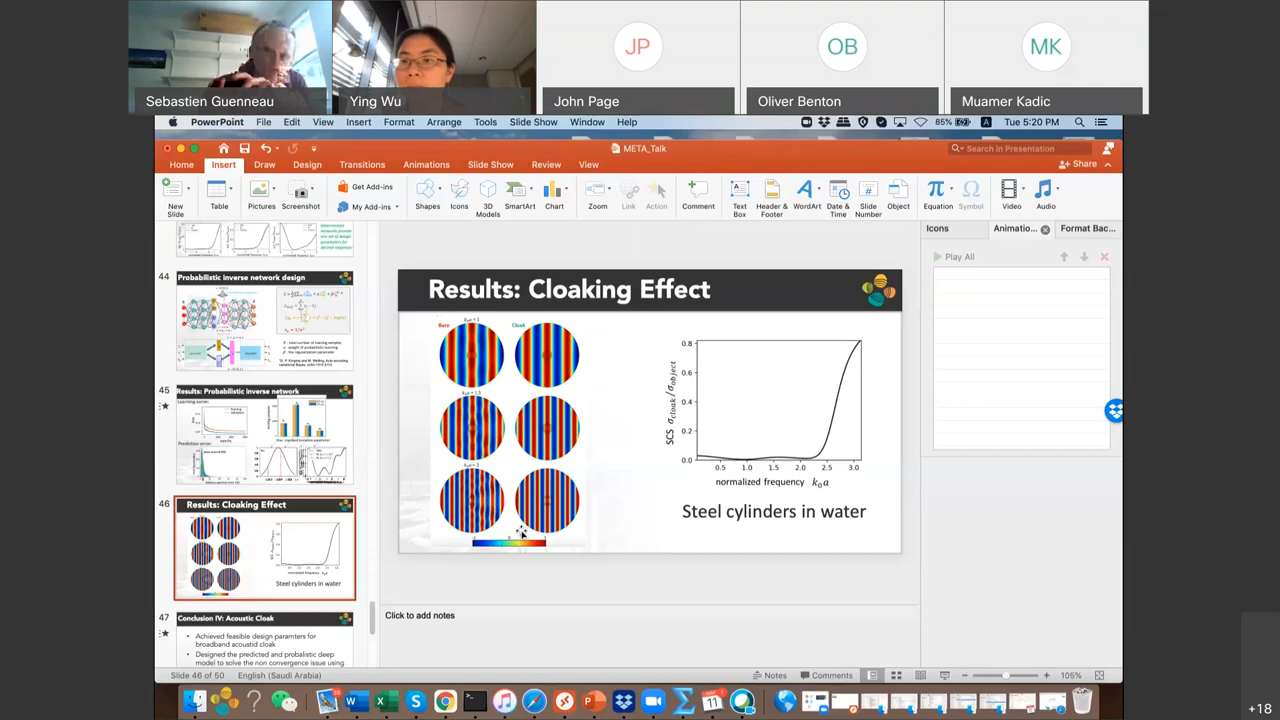 JP
OB
MK
Sebastien Guenneau
Ying Wu
John Page
Oliver Benton
Muamer Kadic
PowerPoint File Edit View Insert Format Arrange Tools Slide Show Window Help
85% Tue 5:20 PM
META_Talk
Search in Presentation
Home Insert Draw Design Transitions Animations Slide Show Review View
Share
New Slide
Table
Pictures
Screenshot
Get Add-ins
My Add-ins
Shapes
Icons
3D Models
SmartArt
Chart
Zoom
Link
Action
Comment
Text Box
Header & Footer
WordArt
Date & Time
Slide Number
Object
Equation
Symbol
Video
Audio
Icons
Animatio...
Format Bac...
Play All
44
Probabilistic inverse network design
45
Results: Probabilistic inverse network
Learning curve:
Prediction error:
46
Results: Cloaking Effect
Steel cylinders in water
47
Conclusion IV: Acoustic Cloak
• Achieved feasible design paramters for
broadband acoustid cloak
• Designed the predicted and probalistic deep
model to solve the non convergence issue using
Results: Cloaking Effect
Bare
Cloak
SCS σcloak/σobject
0.8
0.6
0.4
0.2
0.0
0.5 1.0 1.5 2.0 2.5 3.0
normalized frequency k₀a
Steel cylinders in water
Click to add notes
Slide 46 of 50
English (Saudi Arabia)
Notes
Comments
105%
+18